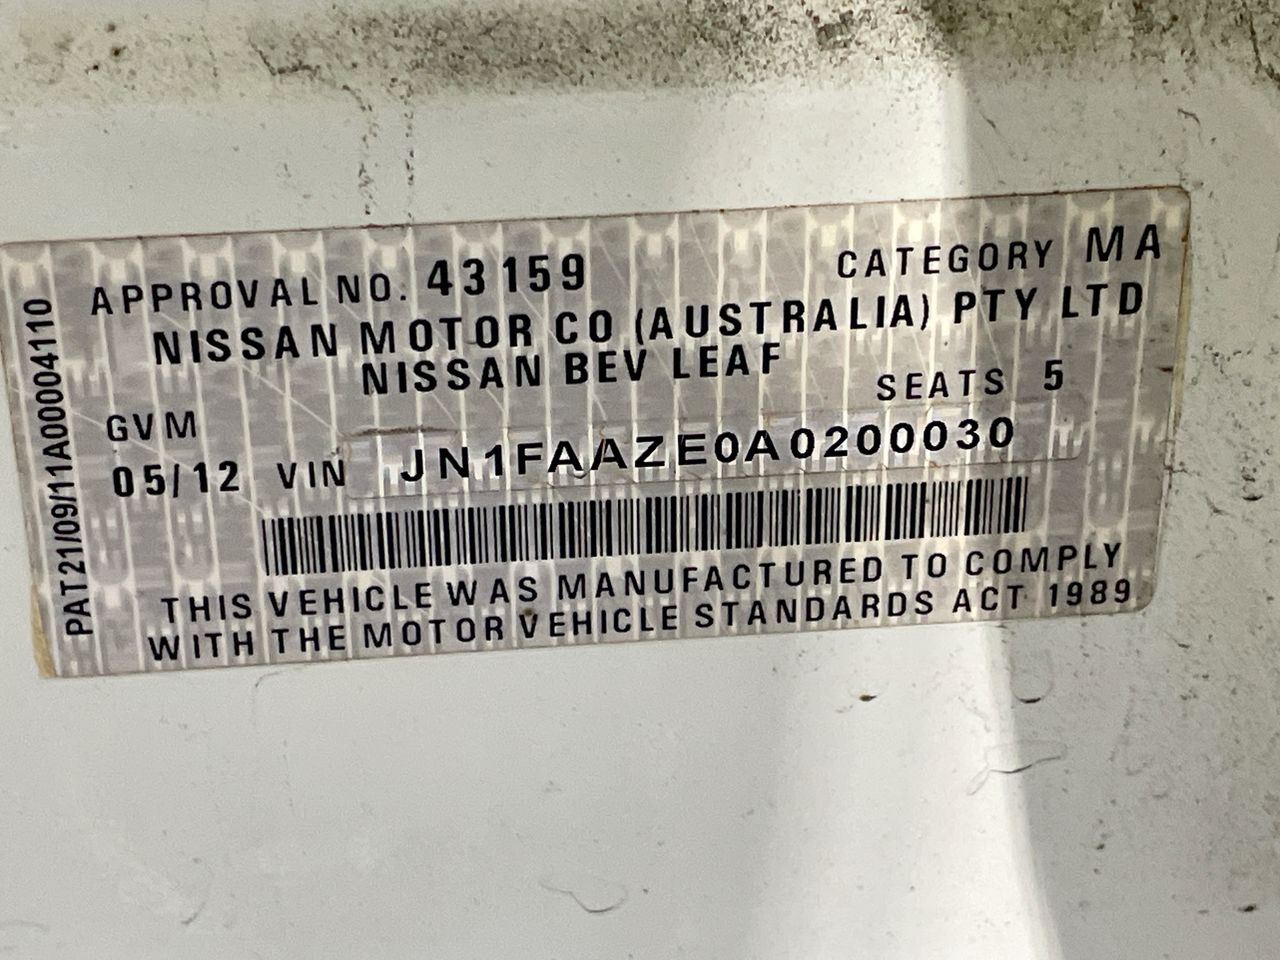 APPROVAL NO. 43159 CATEGORY MA
NISSAN MOTOR CO (AUSTRALIA) PTY LTD
NISSAN BEV LEAF
GVM SEATS 5
05/12 VIN JN1FAAZE0A0200030
THIS VEHICLE WAS MANUFACTURED TO COMPLY
WITH THE MOTOR VEHICLE STANDARDS ACT 1989
PAT21/09/11A00004110